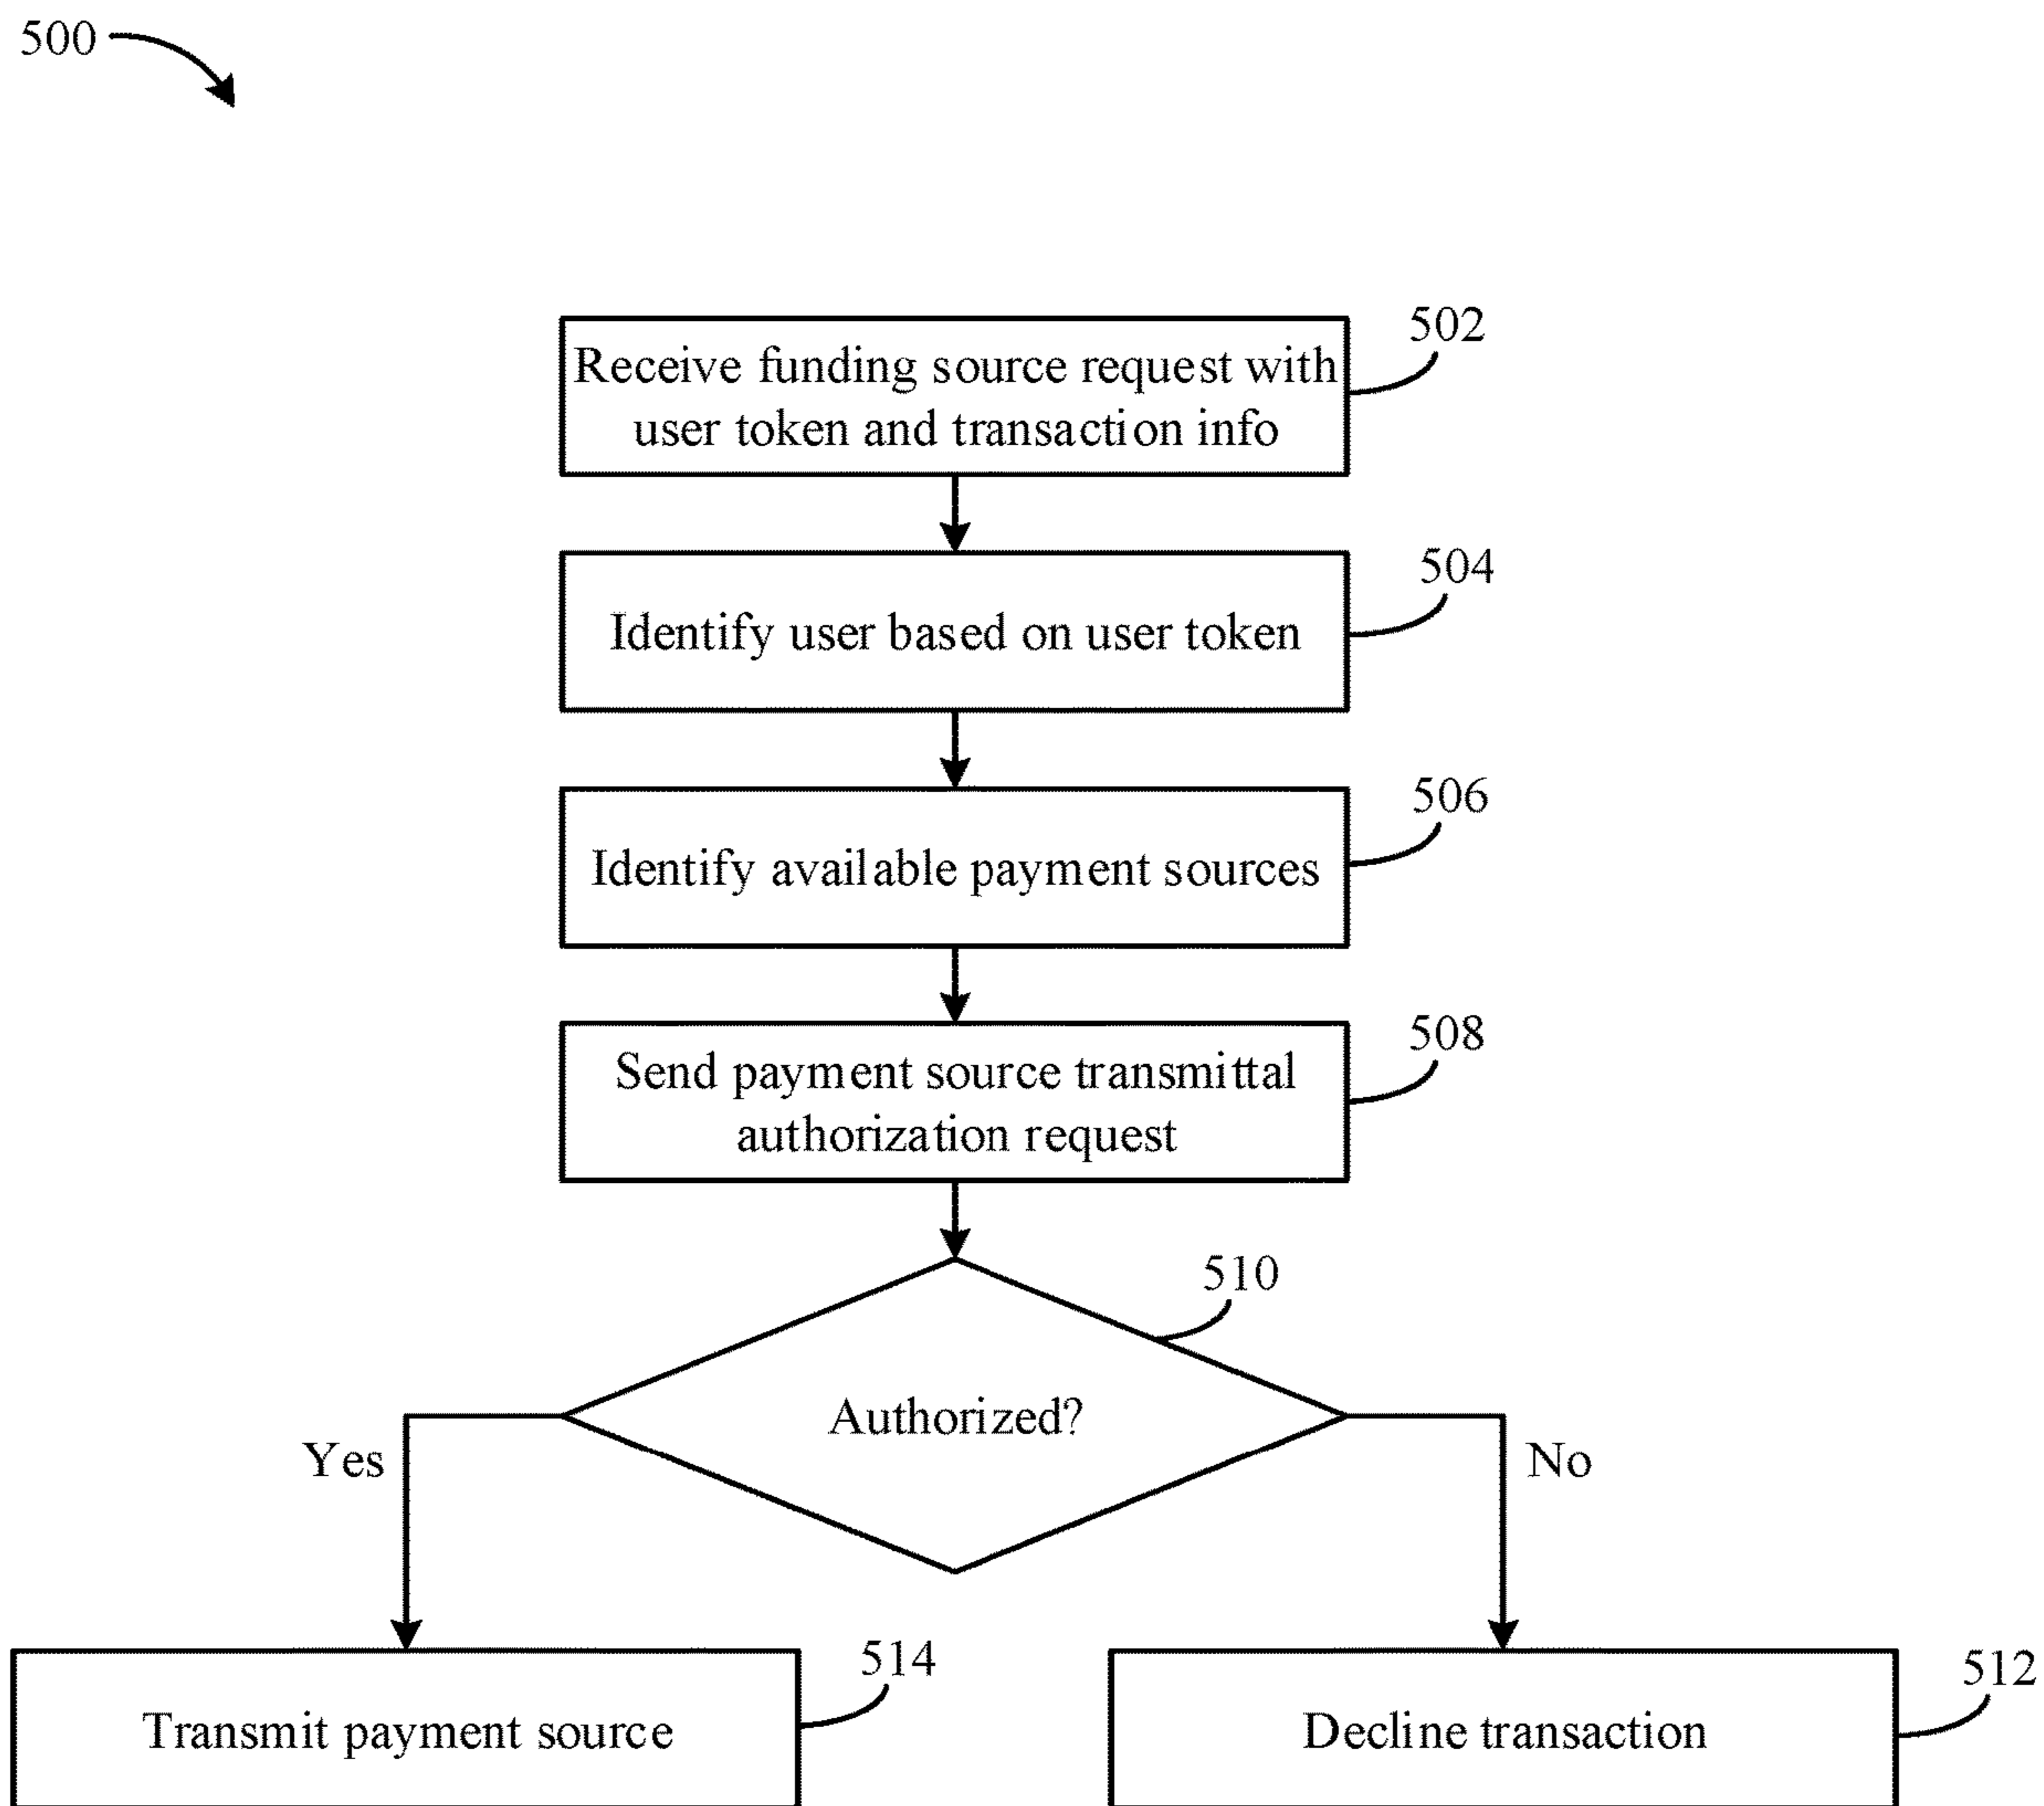 500
502
Receive funding source request with
user token and transaction info
504
Identify user based on user token
506
Identify available payment sources
508
Send payment source transmittal
authorization request
510
Authorized?
Yes
No
514
Transmit payment source
512
Decline transaction